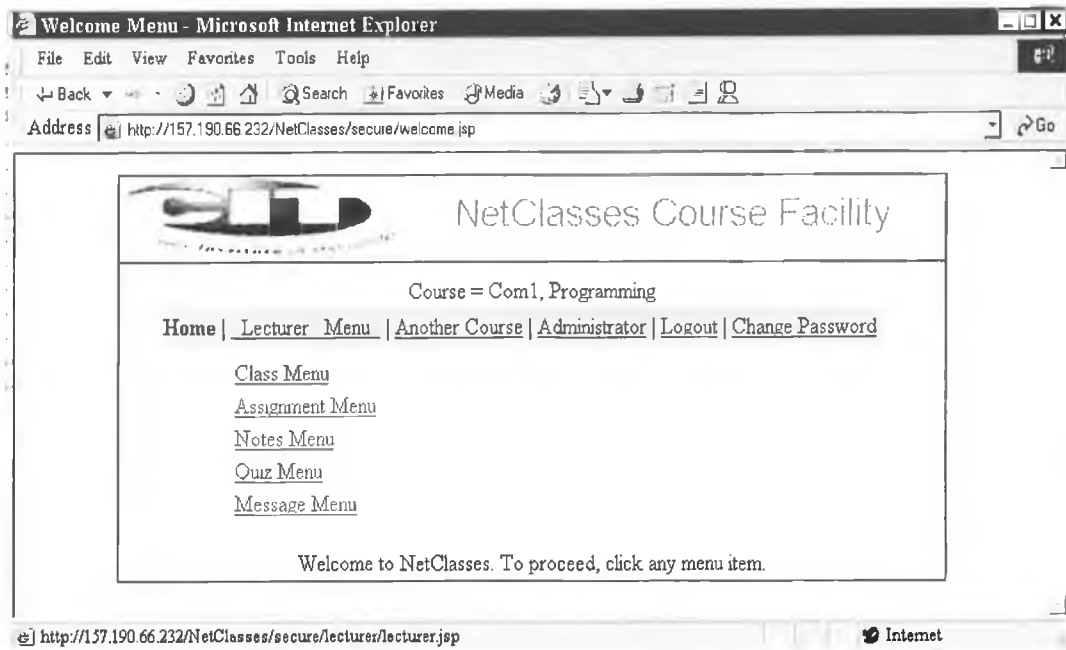 Welcome Menu - Microsoft Internet Explorer
File Edit View Favorites Tools Help
Back Search Favorites Media
Address http://157.190.66.232/NetClasses/secure/welcome.jsp Go
NetClasses Course Facility
Course = Com1, Programming
Home | Lecturer Menu | Another Course | Administrator | Logout | Change Password
Class Menu
Assignment Menu
Notes Menu
Quiz Menu
Message Menu
Welcome to NetClasses. To proceed, click any menu item.
http://157.190.66.232/NetClasses/secure/lecturer/lecturer.jsp Internet